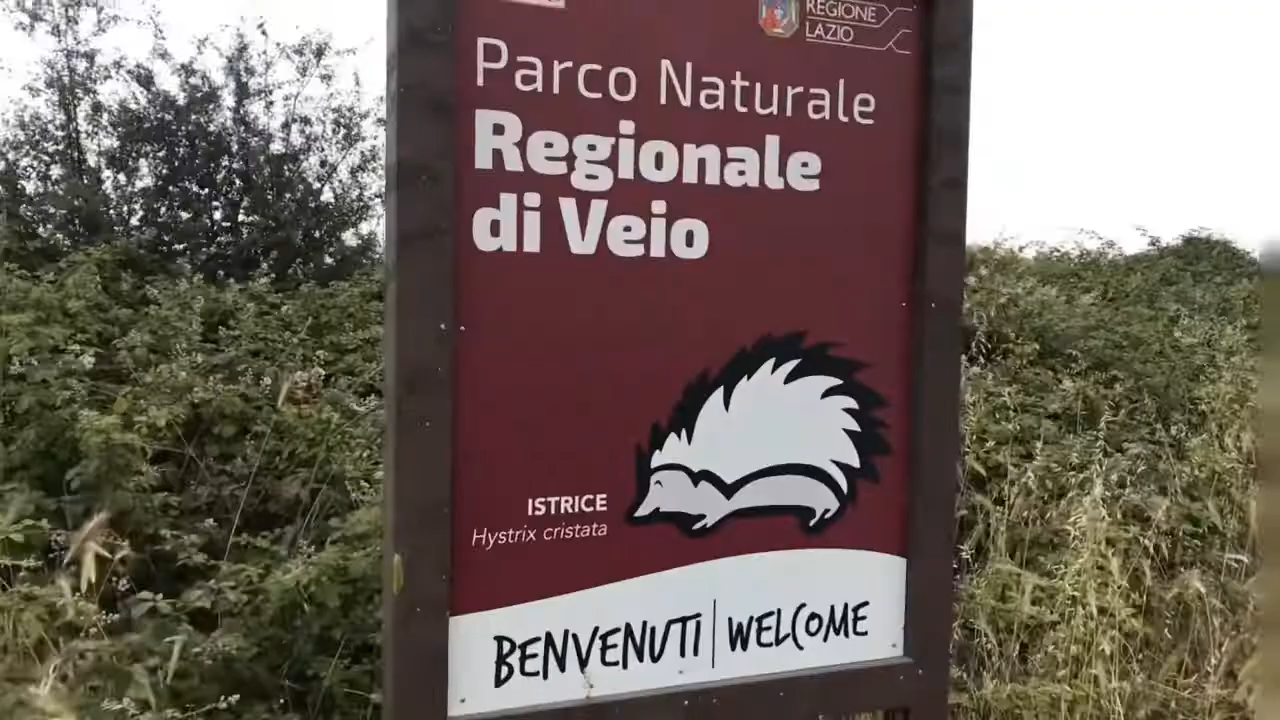 REGIONE
LAZIO
Parco Naturale
Regionale
di Veio
ISTRICE
Hystrix cristata
BENVENUTI | WELCOME